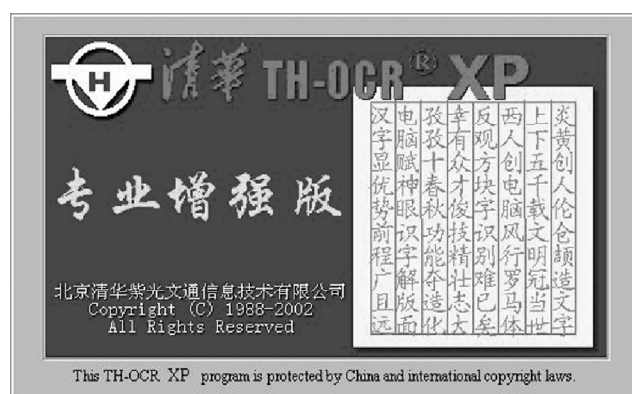 清華 TH-OCR® XP
H
专业增强版
炎黄创人伦仓颉造文字
上下五千载文明冠当世
西人创电脑风行罗马体
反观方块字识别难已矣
幸有众才俊技精壮志大
孜孜十春秋功能夺造化
电脑赋神眼识字解版面
汉字显优势前程广且远
北京清华紫光文通信息技术有限公司
Copyright (C) 1988-2002
All Rights Reserved
This TH-OCR XP program is protected by China and international copyright laws.